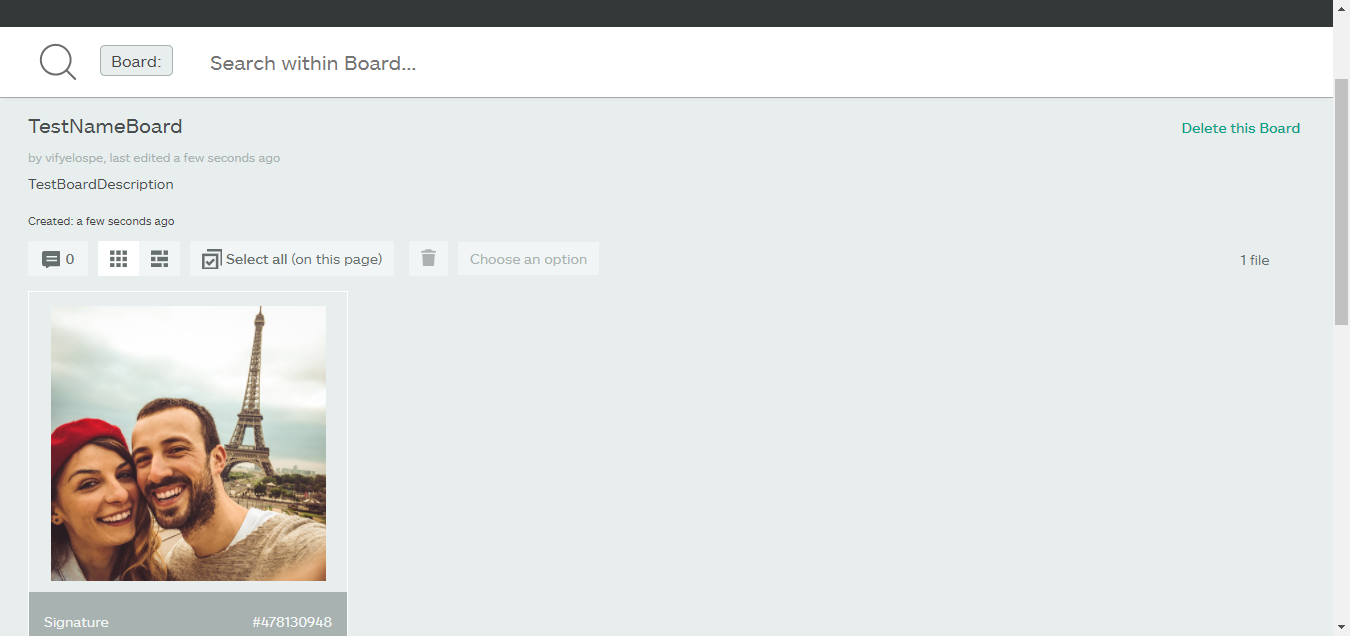 Board: Search within Board...
TestNameBoard
Delete this Board
by vifyelospe, last edited a few seconds ago
TestBoardDescription
Created: a few seconds ago
0 Select all (on this page) Choose an option 1 file
Signature #478130948